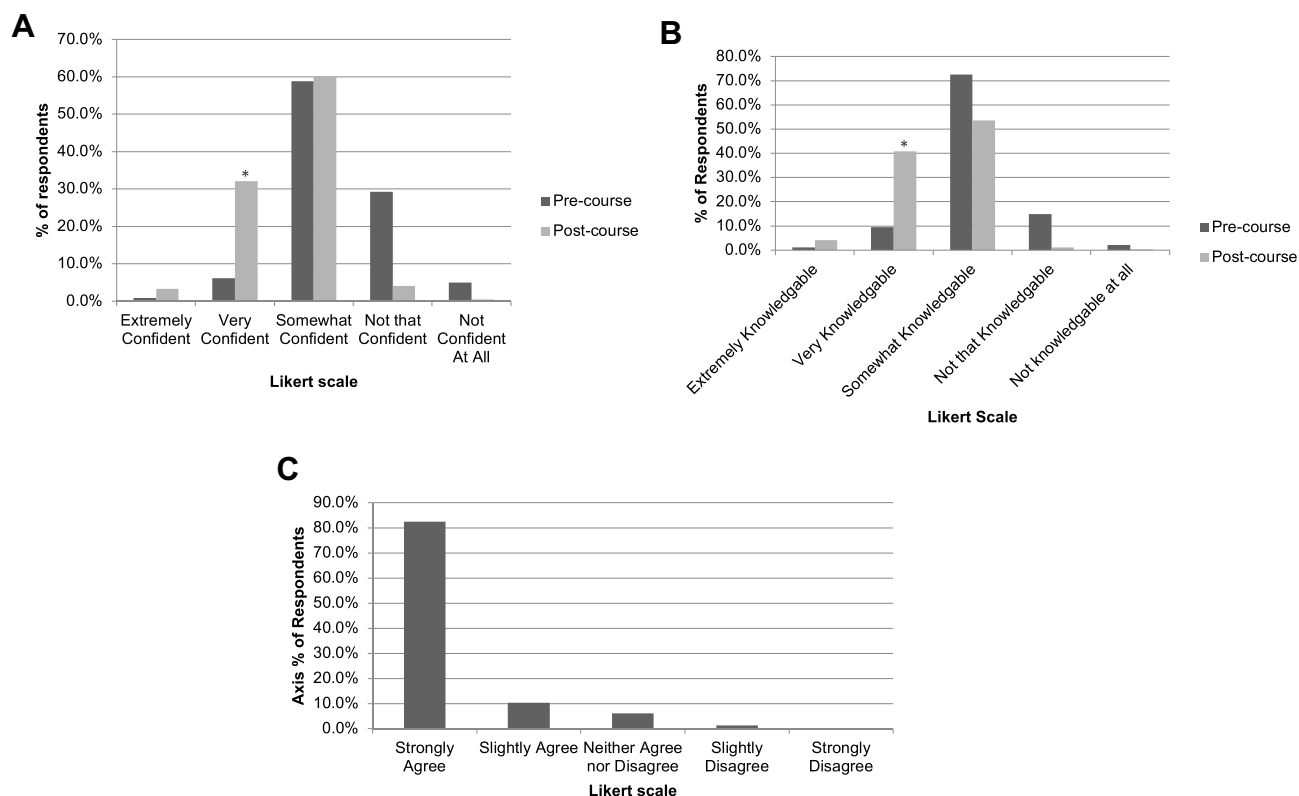 A
70.0%
60.0%
50.0%
40.0%
30.0%
20.0%
10.0%
0.0%
% of respondents
*
Extremely
Confident
Very
Confident
Somewhat
Confident
Not that
Confident
Not
Confident
At All
Likert scale
Pre-course
Post-course
B
80.0%
70.0%
60.0%
50.0%
40.0%
30.0%
20.0%
10.0%
0.0%
% of Respondents
*
Extremely Knowledgable
Very Knowledgable
Somewhat Knowledgable
Not that Knowledgable
Not knowledgable at all
Likert Scale
Pre-course
Post-course
C
90.0%
80.0%
70.0%
60.0%
50.0%
40.0%
30.0%
20.0%
10.0%
0.0%
Axis % of Respondents
Strongly
Agree
Slightly Agree
Neither Agree
nor Disagree
Slightly
Disagree
Strongly
Disagree
Likert scale